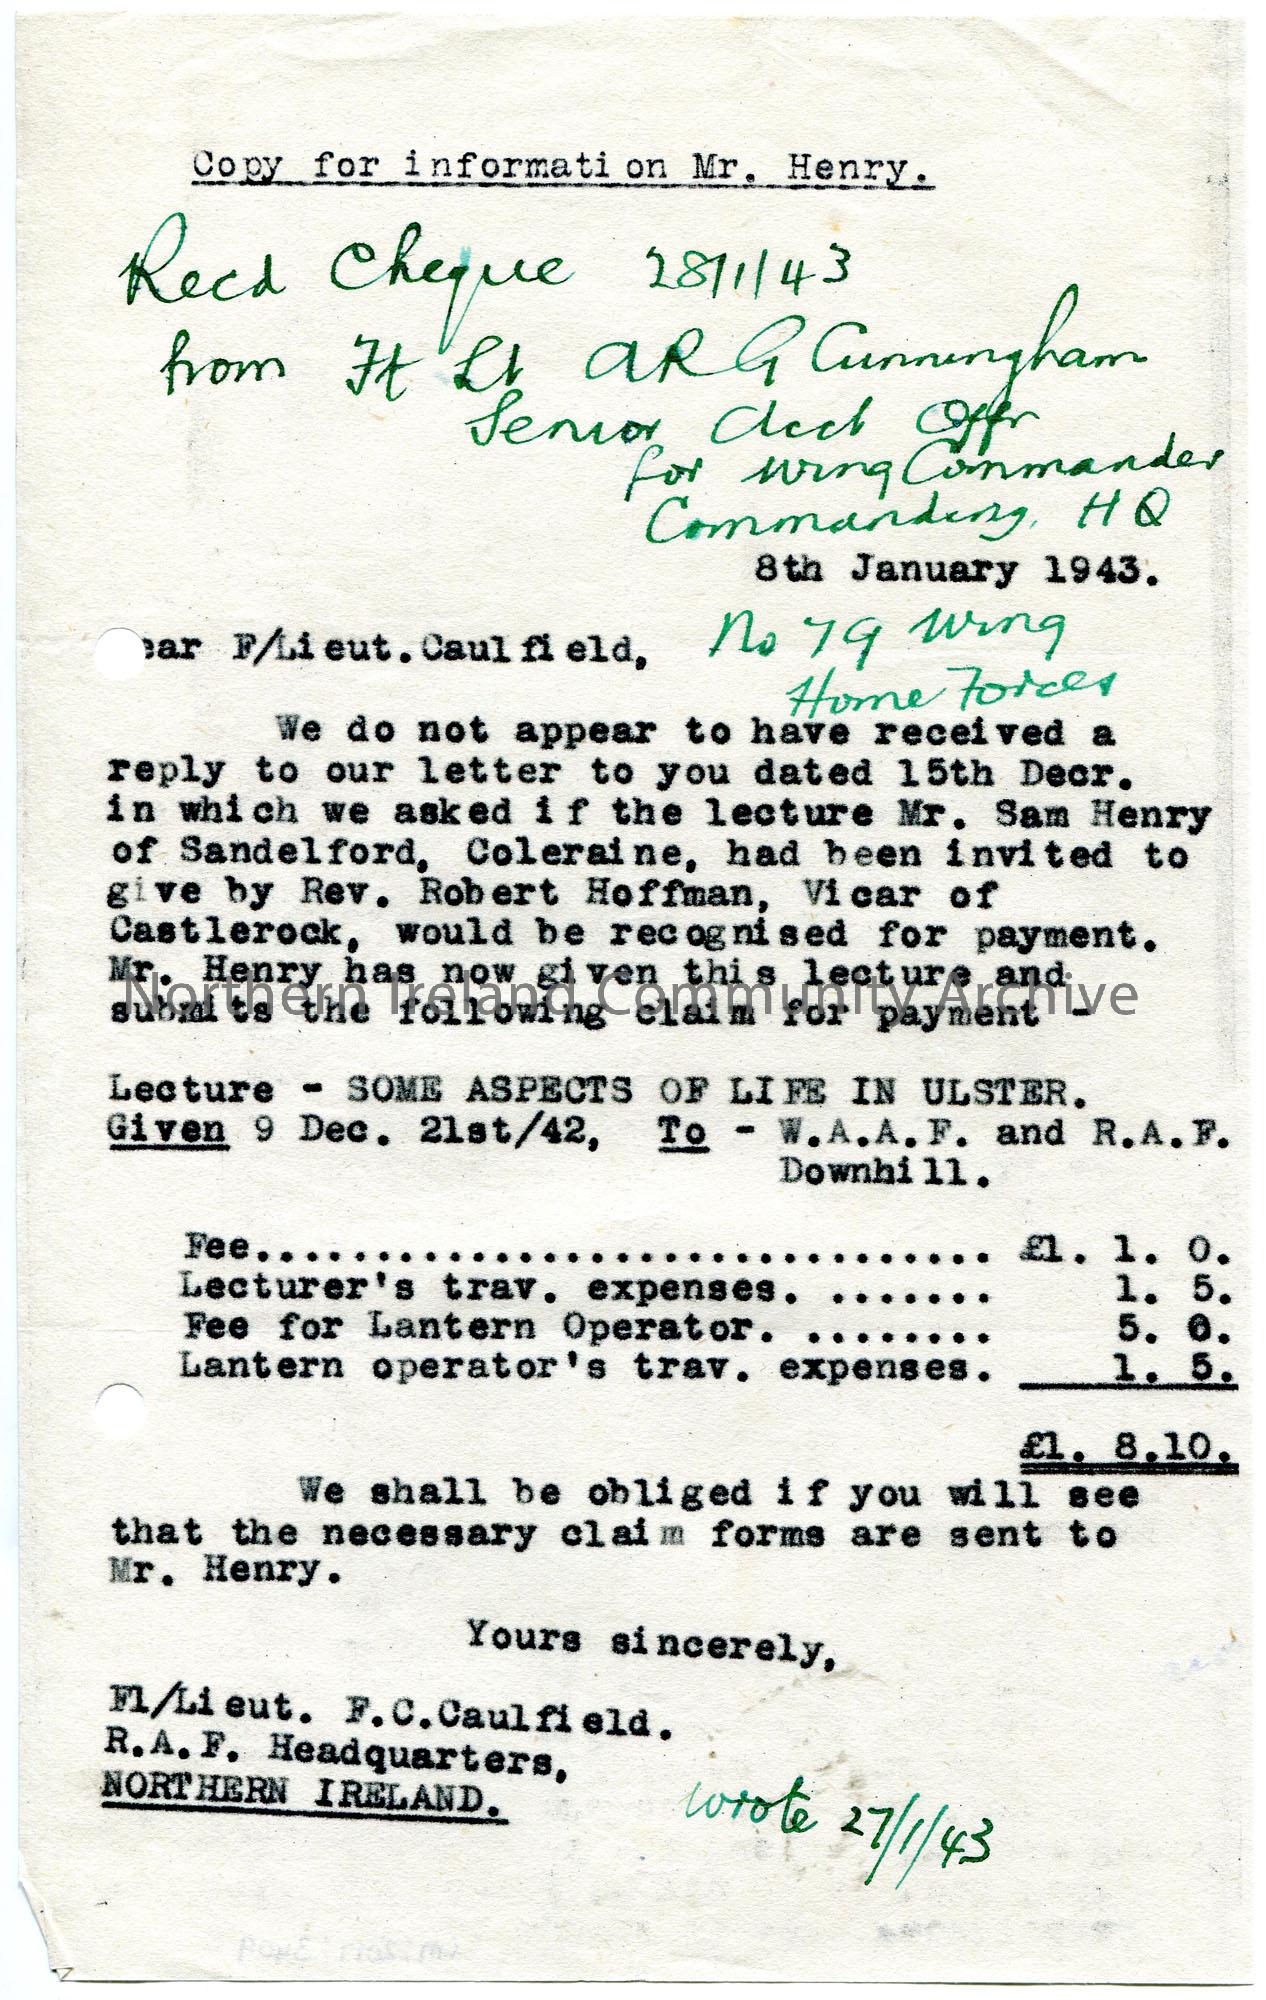 Copy for information Mr. Henry.
Recd Cheque 28/1/43
from Ft Lt A R G Cunningham
Senior Acct Offr
for Wing Commander
Commanding, H Q
8th January 1943.
No 79 Wing
Home Forces
ear F/Lieut.Caulfield,
We do not appear to have received a
reply to our letter to you dated 15th Decr.
in which we asked if the lecture Mr. Sam Henry
of Sandelford, Coleraine, had been invited to
give by Rev. Robert Hoffman, Vicar of
Castlerock, would be recognised for payment.
Mr. Henry has now given this lecture and
submits the following claim for payment -
Northern Ireland Community Archive
Lecture - SOME ASPECTS OF LIFE IN ULSTER.
Given 9 Dec. 21st/42, To - W.A.A.F. and R.A.F.
Downhill.
Fee............................... £1. 1. 0.
Lecturer's trav. expenses. ....... 1. 5.
Fee for Lantern Operator. ........ 5. 0.
Lantern operator's trav. expenses. 1. 5.
£1. 8.10.
We shall be obliged if you will see
that the necessary claim forms are sent to
Mr. Henry.
Yours sincerely,
Fl/Lieut. F.C.Caulfield.
R.A.F. Headquarters,
NORTHERN IRELAND.
Wrote 27/1/43